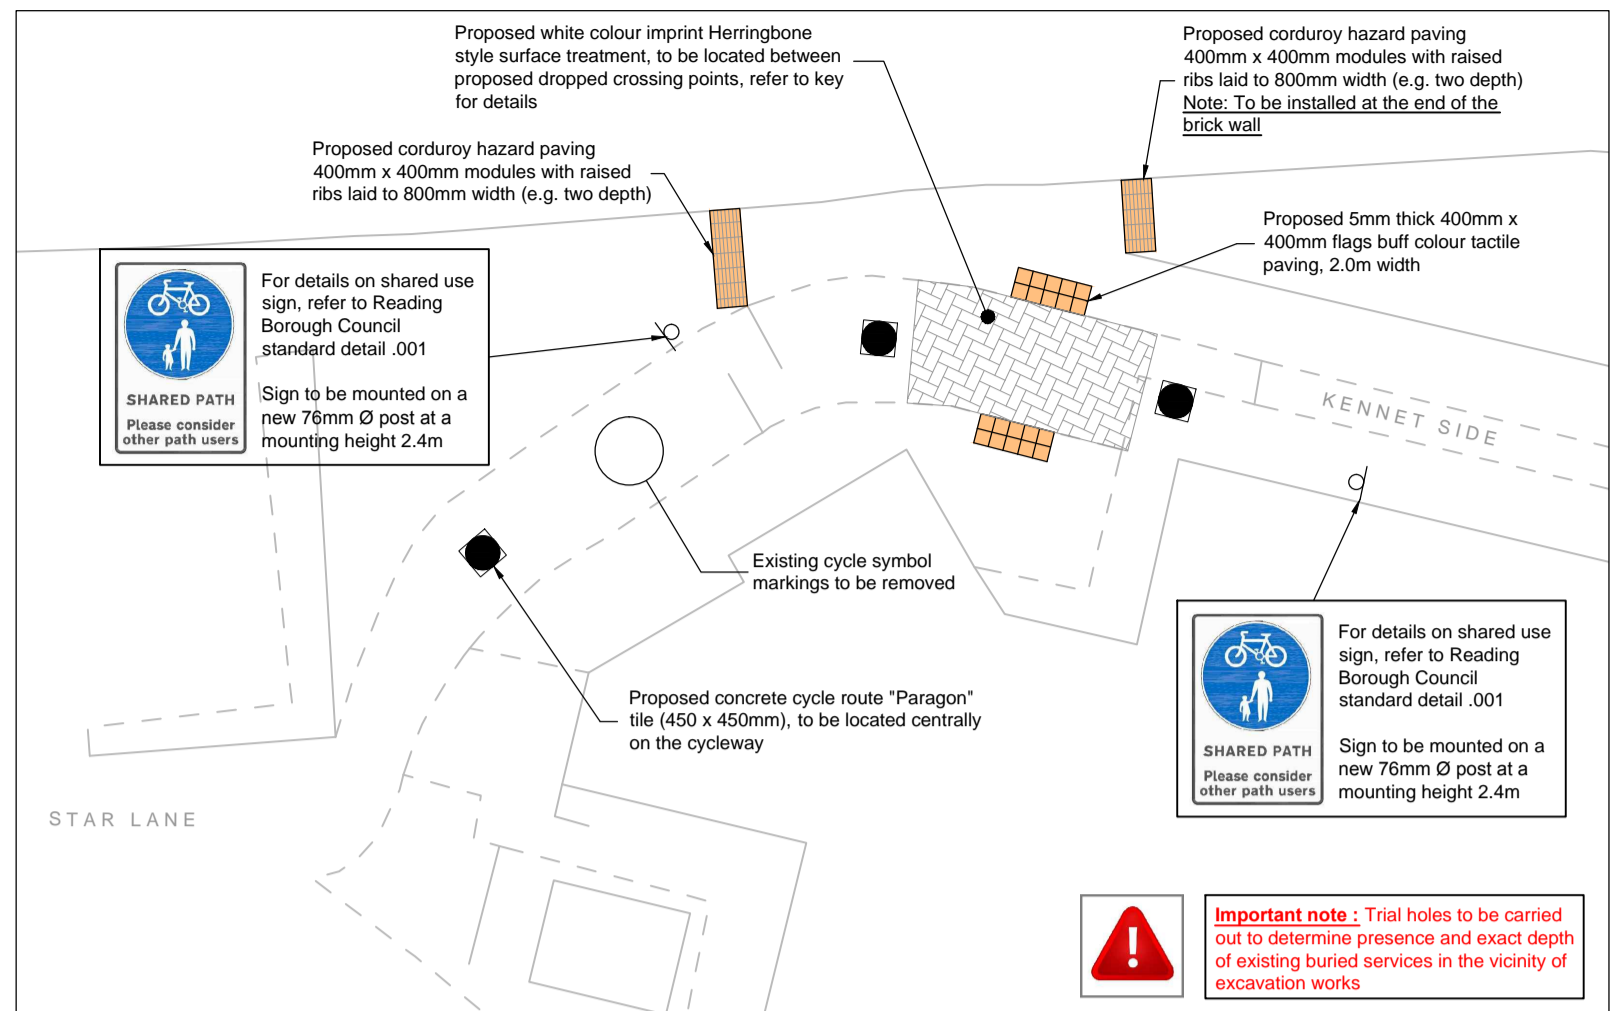 Proposed white colour imprint Herringbone
style surface treatment, to be located between
proposed dropped crossing points, refer to key
for details
Proposed corduroy hazard paving
400mm x 400mm modules with raised
ribs laid to 800mm width (e.g. two depth)
Note: To be installed at the end of the
brick wall
Proposed corduroy hazard paving
400mm x 400mm modules with raised
ribs laid to 800mm width (e.g. two depth)
Proposed 5mm thick 400mm x
400mm flags buff colour tactile
paving, 2.0m width
SHARED PATH
Please consider
other path users
For details on shared use
sign, refer to Reading
Borough Council
standard detail .001
Sign to be mounted on a
new 76mm Ø post at a
mounting height 2.4m
KENNET SIDE
Existing cycle symbol
markings to be removed
Proposed concrete cycle route "Paragon"
tile (450 x 450mm), to be located centrally
on the cycleway
SHARED PATH
Please consider
other path users
For details on shared use
sign, refer to Reading
Borough Council
standard detail .001
Sign to be mounted on a
new 76mm Ø post at a
mounting height 2.4m
STAR LANE
!
Important note : Trial holes to be carried
out to determine presence and exact depth
of existing buried services in the vicinity of
excavation works